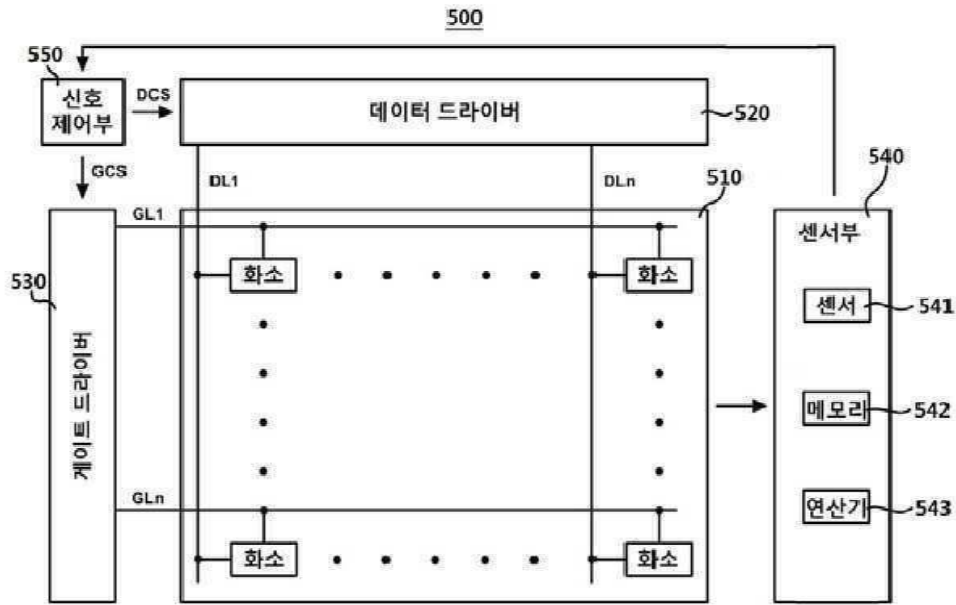 500
550
신호
제어부
DCS
데이터 드라이버
520
GCS
DL1
DLn
510
540
GL1
센서부
530
화소
화소
센서
541
게이트 드라이버
메모리
542
GLn
연산기
543
화소
화소